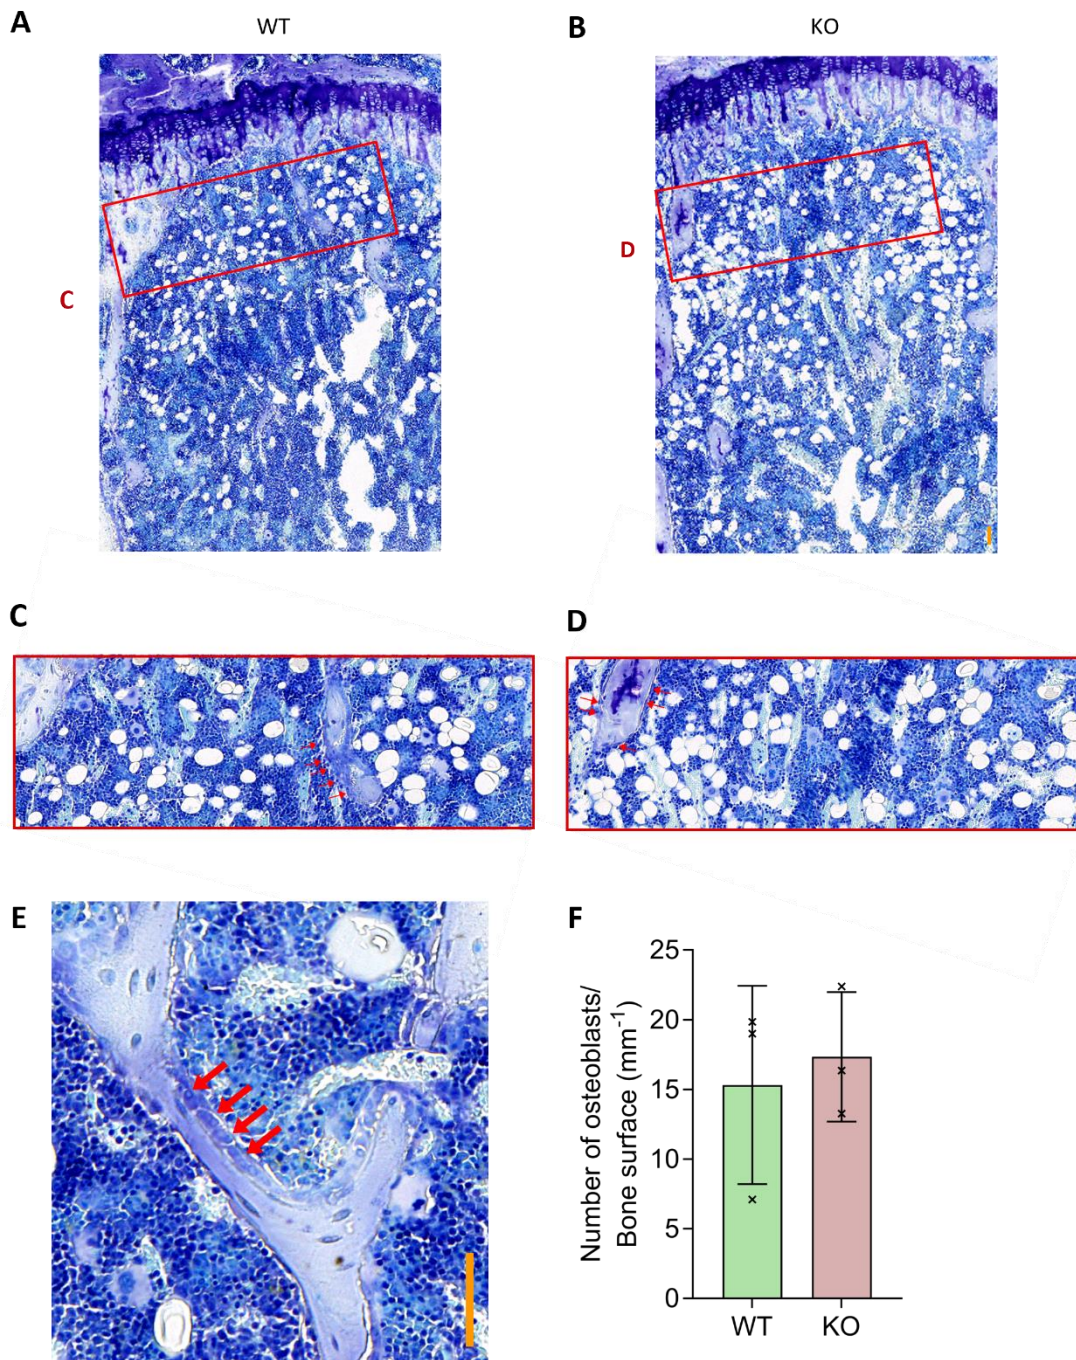 A
WT
B
KO
C
D
C
D
E
F
Number of osteoblasts/
Bone surface (mm⁻¹)
25
20
15
10
5
0
WT
KO